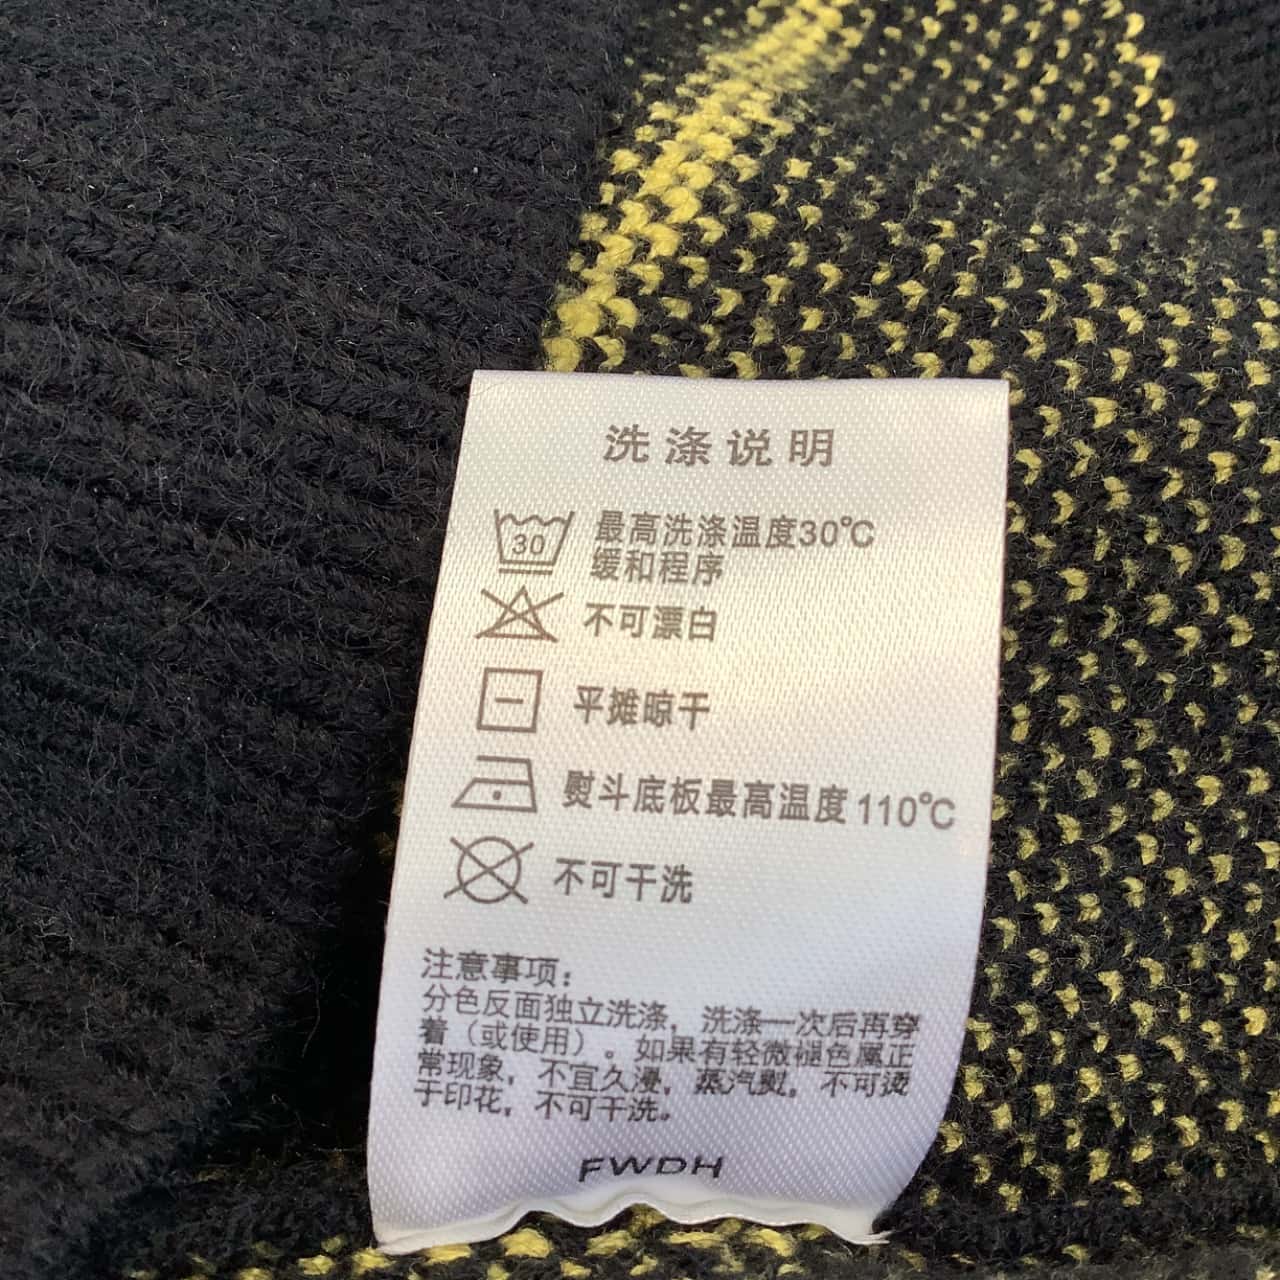 洗涤说明
30 最高洗涤温度30℃
缓和程序
不可漂白
平摊晾干
熨斗底板最高温度110℃
不可干洗
注意事项：
分色反面独立洗涤，洗涤一次后再穿
着（或使用）。如果有轻微褪色属正
常现象，不宜久浸，蒸汽熨，不可烫
于印花，不可干洗。
FWDH